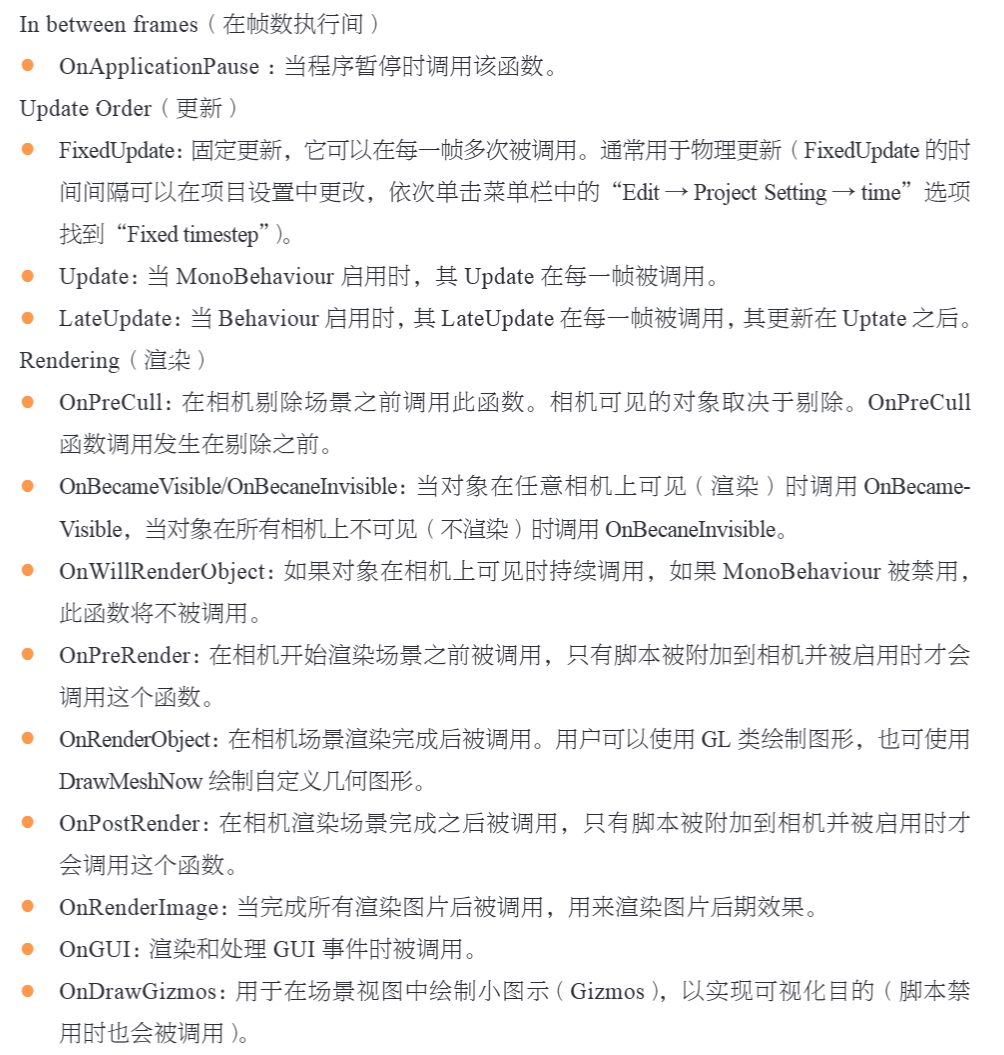 In between frames（在帧数执行间）
OnApplicationPause：当程序暂停时调用该函数。
Update Order（更新）
FixedUpdate：固定更新，它可以在每一帧多次被调用。通常用于物理更新（FixedUpdate 的时
间间隔可以在项目设置中更改，依次单击菜单栏中的“Edit → Project Setting → time”选项
找到“Fixed timestep”）。
Update：当 MonoBehaviour 启用时，其 Update 在每一帧被调用。
LateUpdate：当 Behaviour 启用时，其 LateUpdate 在每一帧被调用，其更新在 Uptate 之后。
Rendering（渲染）
OnPreCull：在相机剔除场景之前调用此函数。相机可见的对象取决于剔除。OnPreCull
函数调用发生在剔除之前。
OnBecameVisible/OnBecaneInvisible：当对象在任意相机上可见（渲染）时调用 OnBecame-
Visible，当对象在所有相机上不可见（不渲染）时调用 OnBecaneInvisible。
OnWillRenderObject：如果对象在相机上可见时持续调用，如果 MonoBehaviour 被禁用，
此函数将不被调用。
OnPreRender：在相机开始渲染场景之前被调用，只有脚本被附加到相机并被启用时才会
调用这个函数。
OnRenderObject：在相机场景渲染完成后被调用。用户可以使用 GL 类绘制图形，也可使用
DrawMeshNow 绘制自定义几何图形。
OnPostRender：在相机渲染场景完成之后被调用，只有脚本被附加到相机并被启用时才
会调用这个函数。
OnRenderImage：当完成所有渲染图片后被调用，用来渲染图片后期效果。
OnGUI：渲染和处理 GUI 事件时被调用。
OnDrawGizmos：用于在场景视图中绘制小图示（Gizmos），以实现可视化目的（脚本禁
用时也会被调用）。